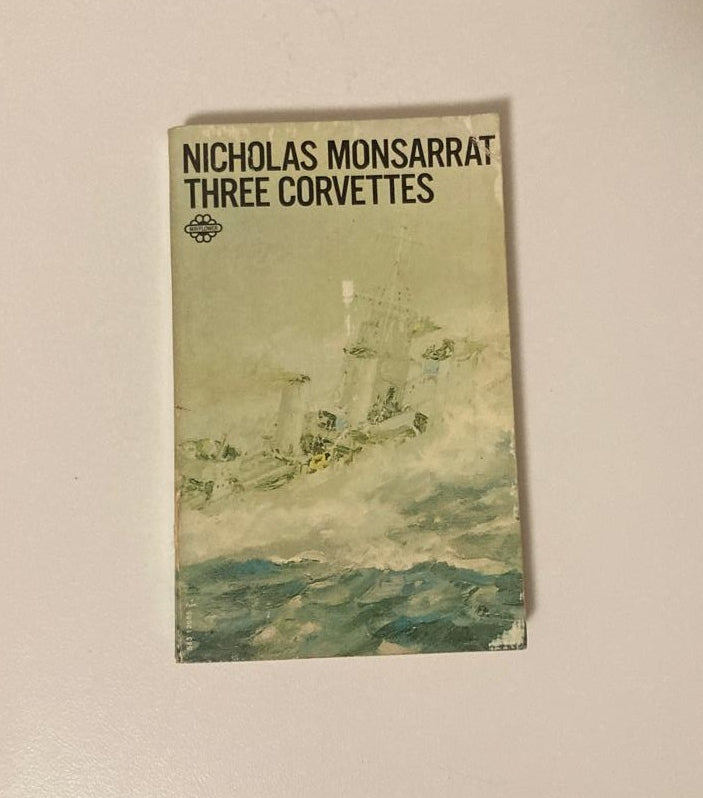 NICHOLAS MONSARRAT
THREE CORVETTES
MAYFLOWER